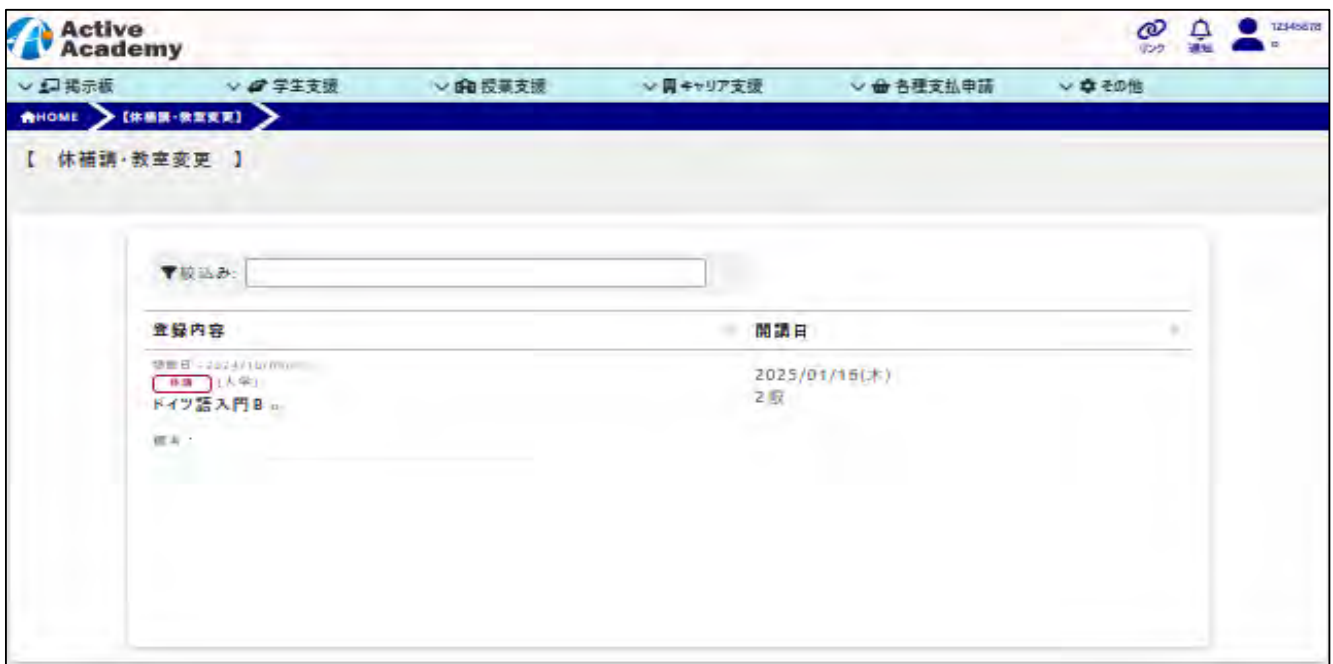 Active
Academy
リンク
通知
12345678
掲示板
学生支援
授業支援
キャリア支援
各種支払申請
その他
HOME
【休補講・教室変更】
【 休補講・教室変更 】
絞込み:
登録内容
開講日
休講
(大学)
2025/01/16(木)
ドイツ語入門B
2限